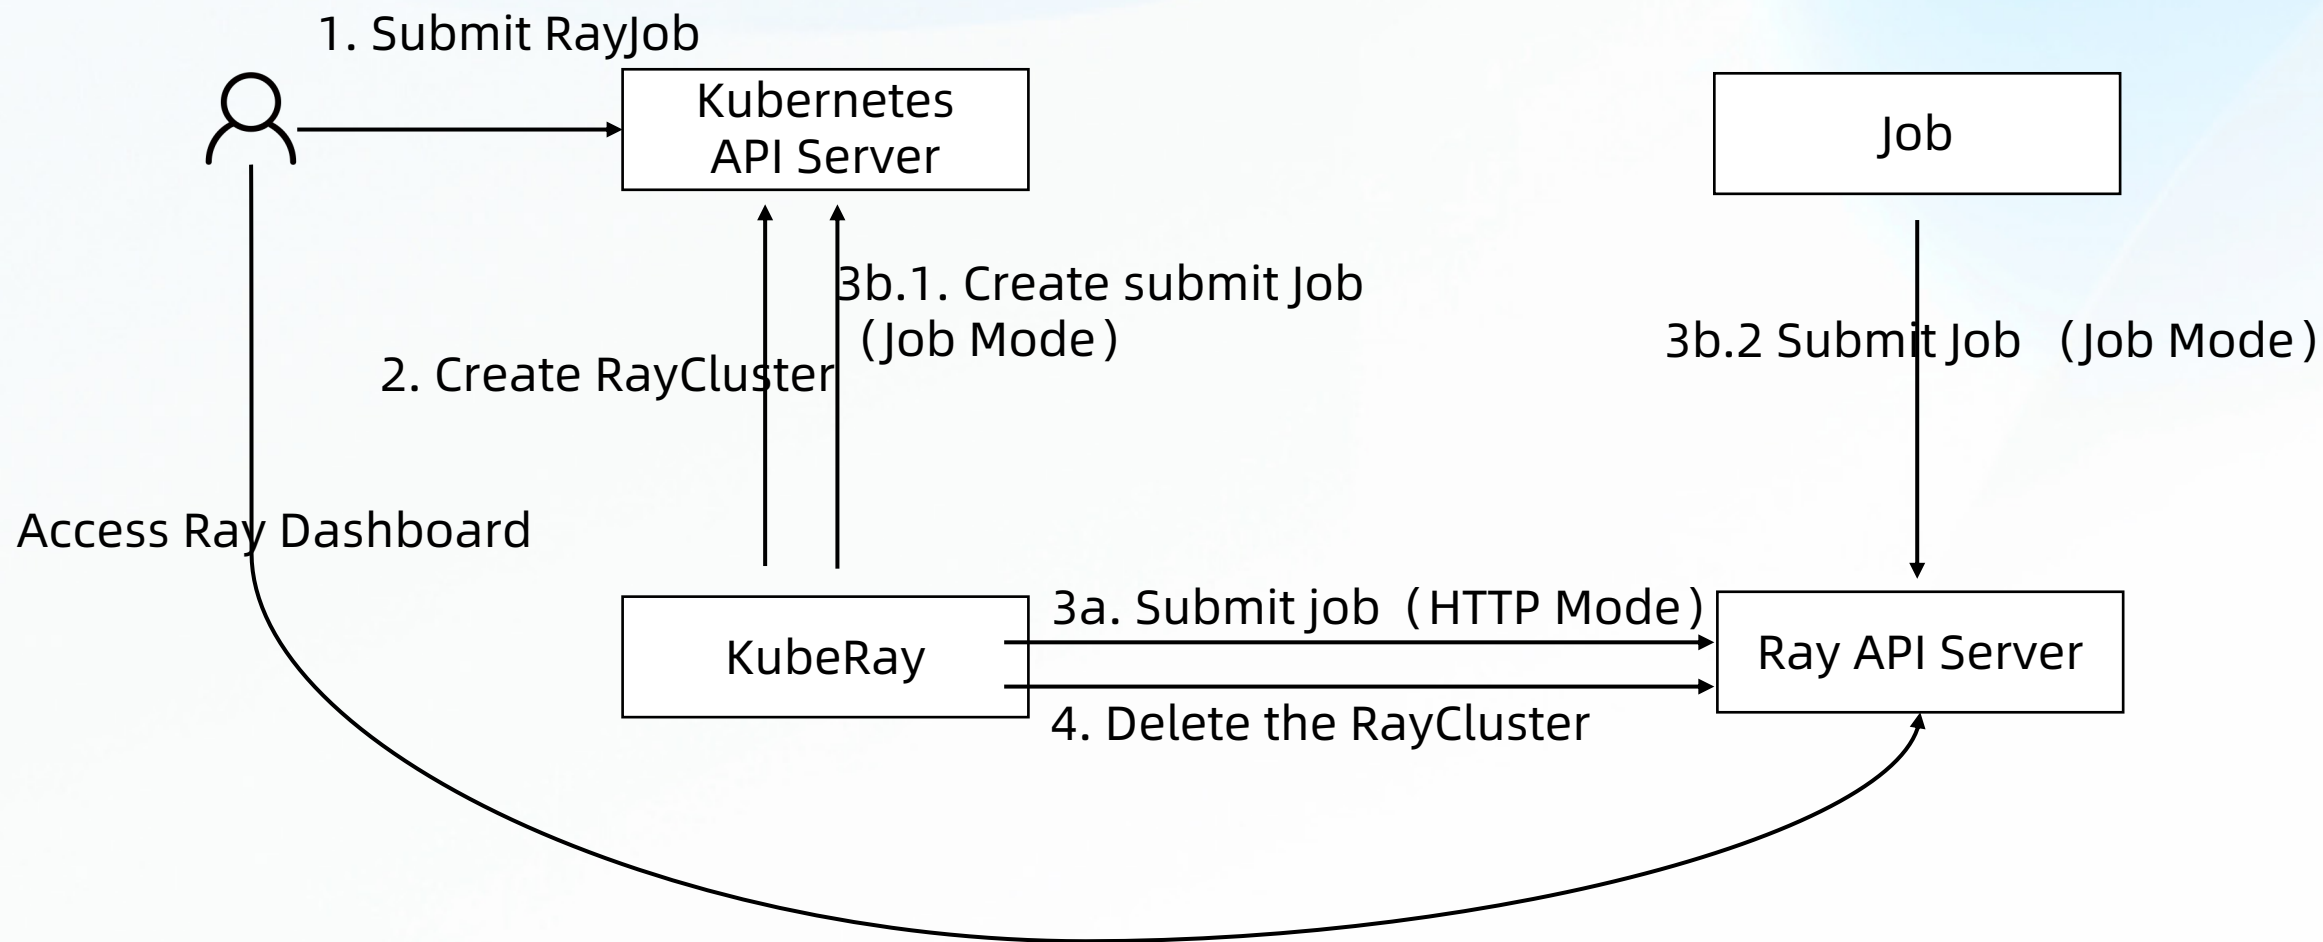 1. Submit RayJob
Kubernetes
API Server
Job
3b.1. Create submit Job
（Job Mode）
3b.2 Submit Job （Job Mode）
2. Create RayCluster
Access Ray Dashboard
3a. Submit job（HTTP Mode）
KubeRay
Ray API Server
4. Delete the RayCluster